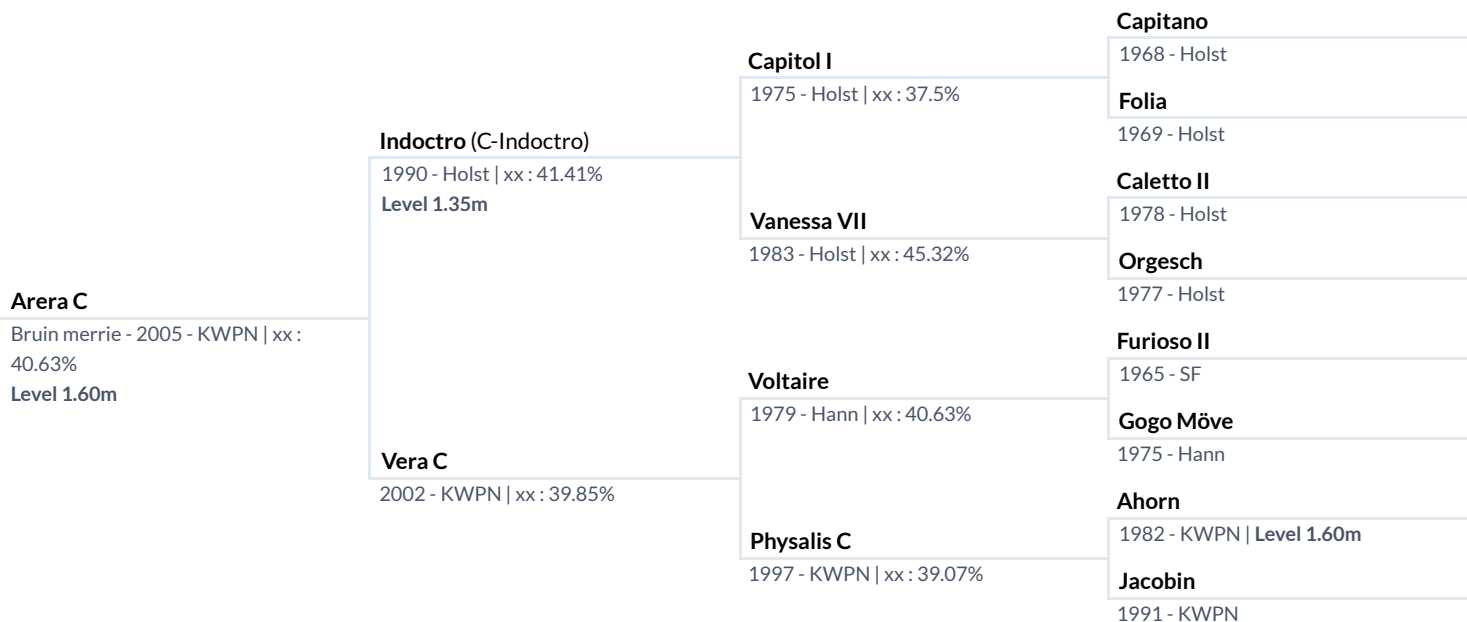 Arera C
Bruin merrie - 2005 - KWPN | xx :
40.63%
Level 1.60m
Indoctro (C-Indoctro)
1990 - Holst | xx : 41.41%
Level 1.35m
Vera C
2002 - KWPN | xx : 39.85%
Capitol I
1975 - Holst | xx : 37.5%
Vanessa VII
1983 - Holst | xx : 45.32%
Voltaire
1979 - Hann | xx : 40.63%
Physalis C
1997 - KWPN | xx : 39.07%
Capitano
1968 - Holst
Folia
1969 - Holst
Caletto II
1978 - Holst
Orgesch
1977 - Holst
Furioso II
1965 - SF
Gogo Möve
1975 - Hann
Ahorn
1982 - KWPN | Level 1.60m
Jacobin
1991 - KWPN